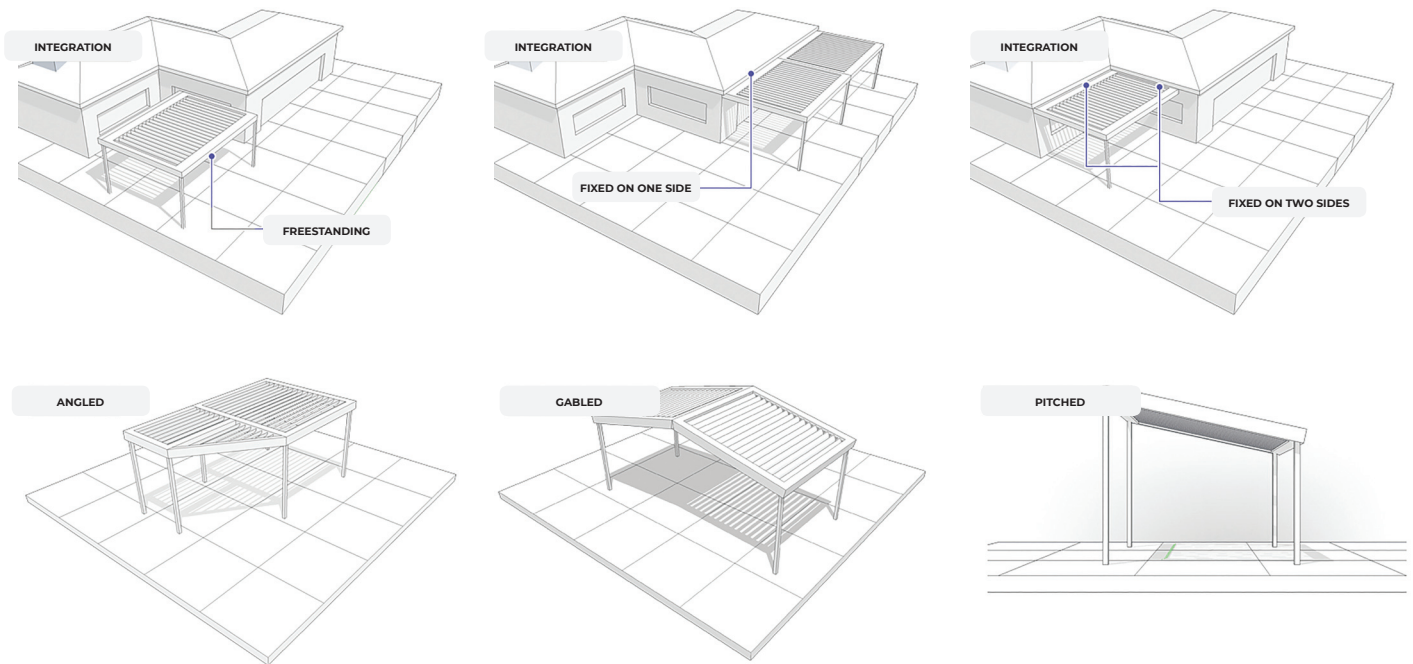 INTEGRATION
INTEGRATION
INTEGRATION
FREESTANDING
FIXED ON ONE SIDE
FIXED ON TWO SIDES
ANGLED
GABLED
PITCHED